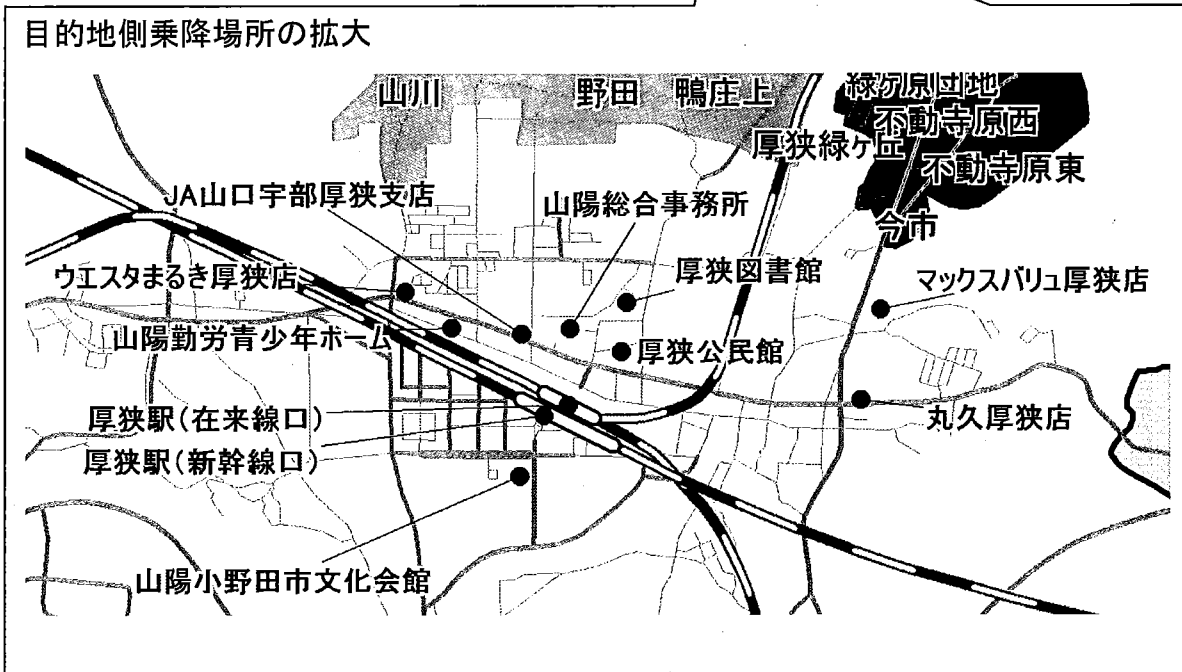 目的地側乗降場所の拡大
山川
野田
鴨庄上
緑ヶ原団地
不動寺原西
厚狭緑ヶ丘
不動寺原東
今市
JA山口宇部厚狭支店
山陽総合事務所
厚狭図書館
ウエスタまるき厚狭店
マックスバリュ厚狭店
山陽勤労青少年ホーム
厚狭公民館
厚狭駅(在来線口)
丸久厚狭店
厚狭駅(新幹線口)
山陽小野田市文化会館